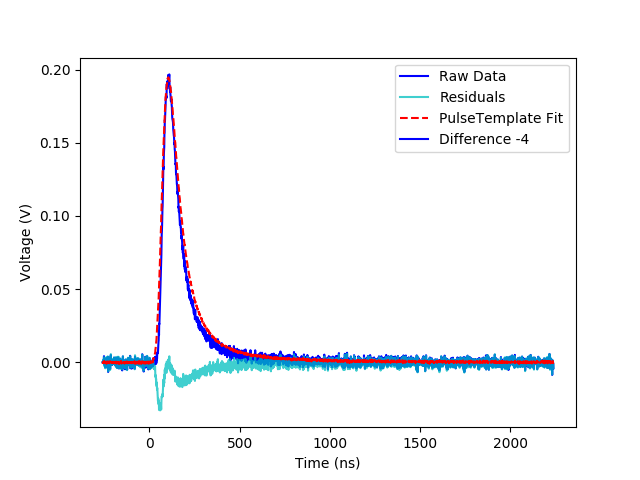 0.20
0.15
0.10
0.05
0.00
Voltage (V)
Raw Data
Residuals
PulseTemplate Fit
Difference -4
0
500
1000
1500
2000
Time (ns)